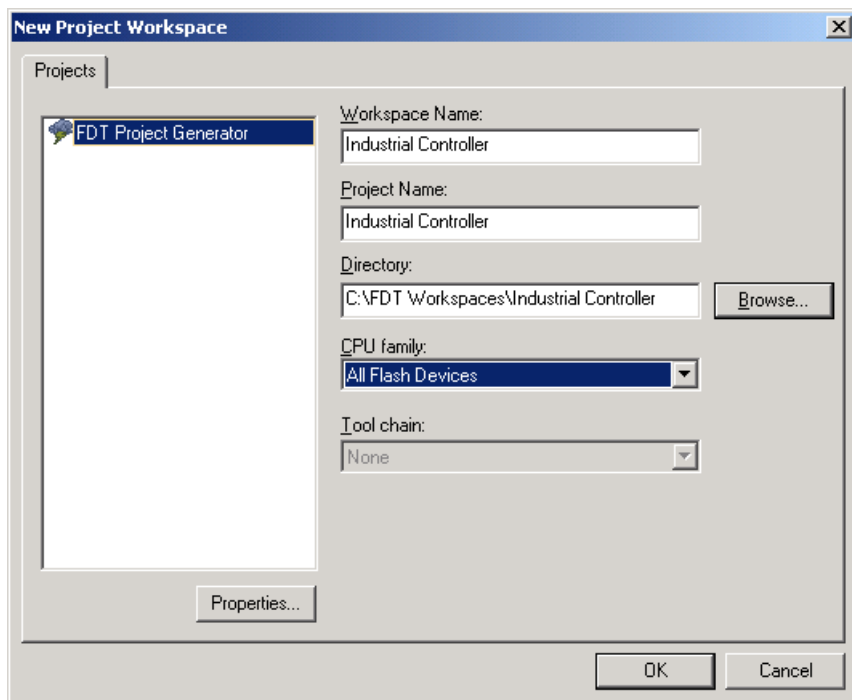 New Project Workspace
Projects
FDT Project Generator
Workspace Name:
Industrial Controller
Project Name:
Industrial Controller
Directory:
C:\FDT Workspaces\Industrial Controller
Browse...
CPU family:
All Flash Devices
Tool chain:
None
Properties...
OK
Cancel